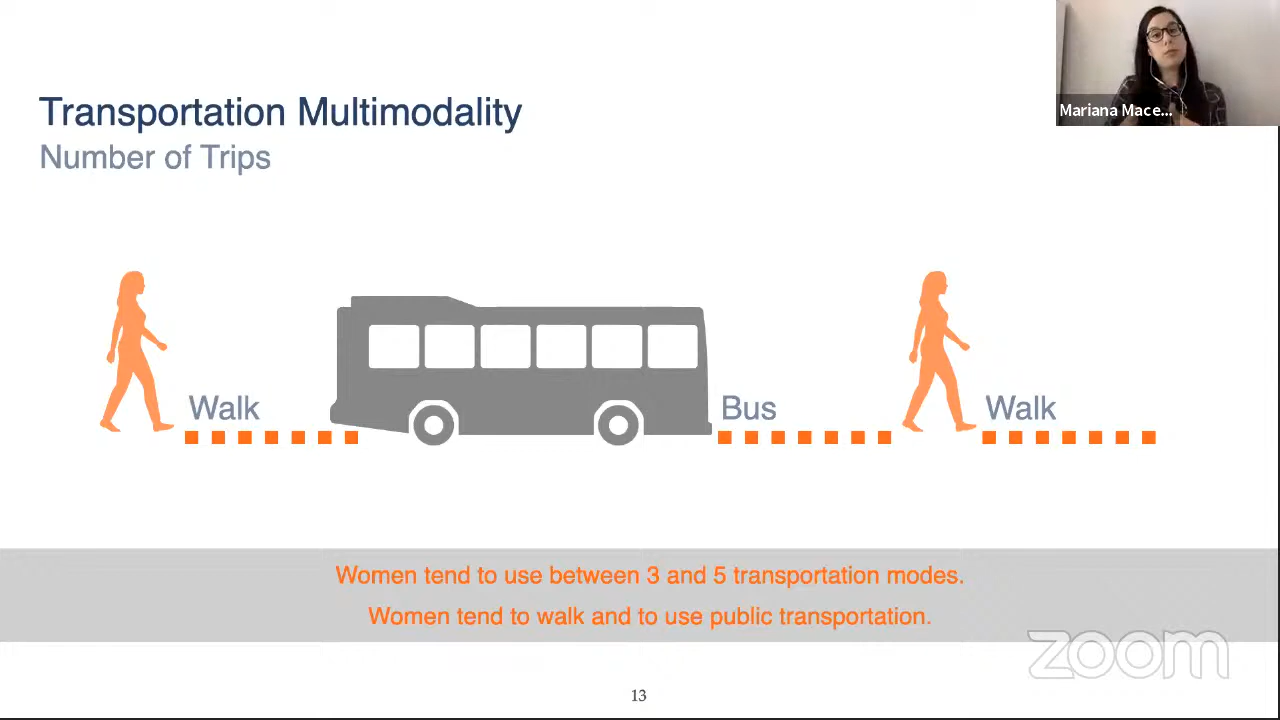 Mariana Mace...
Transportation Multimodality
Number of Trips
Walk
Bus
Walk
Women tend to use between 3 and 5 transportation modes.
Women tend to walk and to use public transportation.
zoom
13